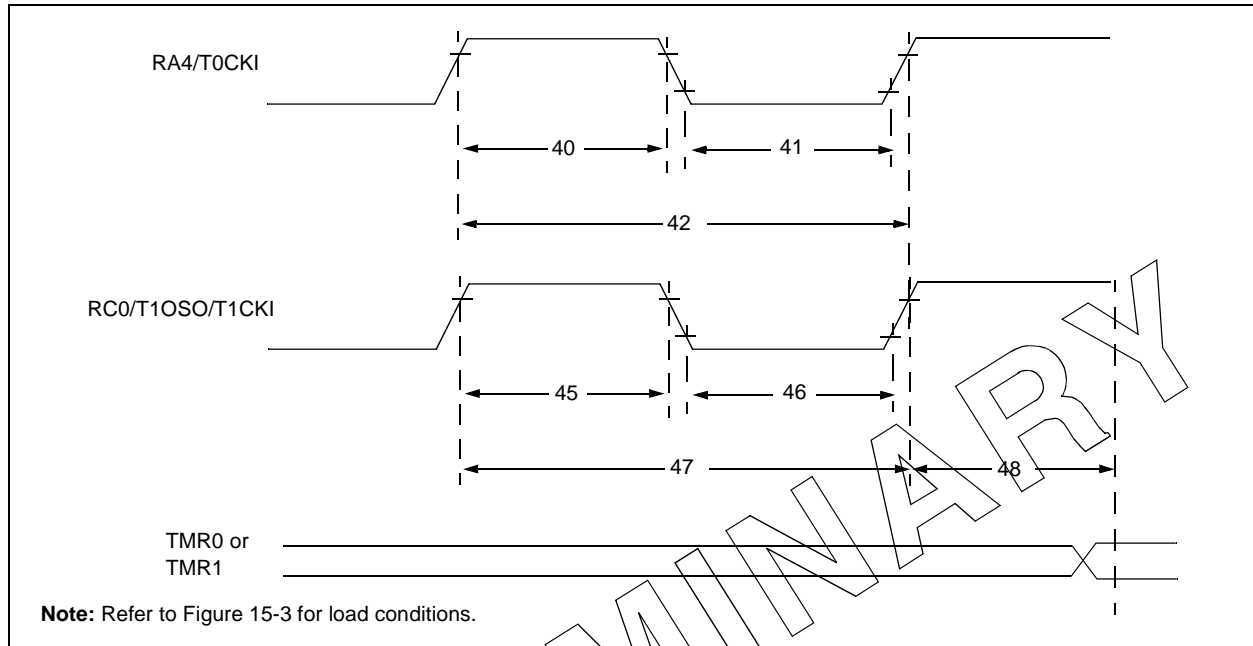 RA4/T0CKI
40
41
42
RC0/T1OSO/T1CKI
45
46
47
48
TMR0 or
TMR1
Note: Refer to Figure 15-3 for load conditions.
MINARY